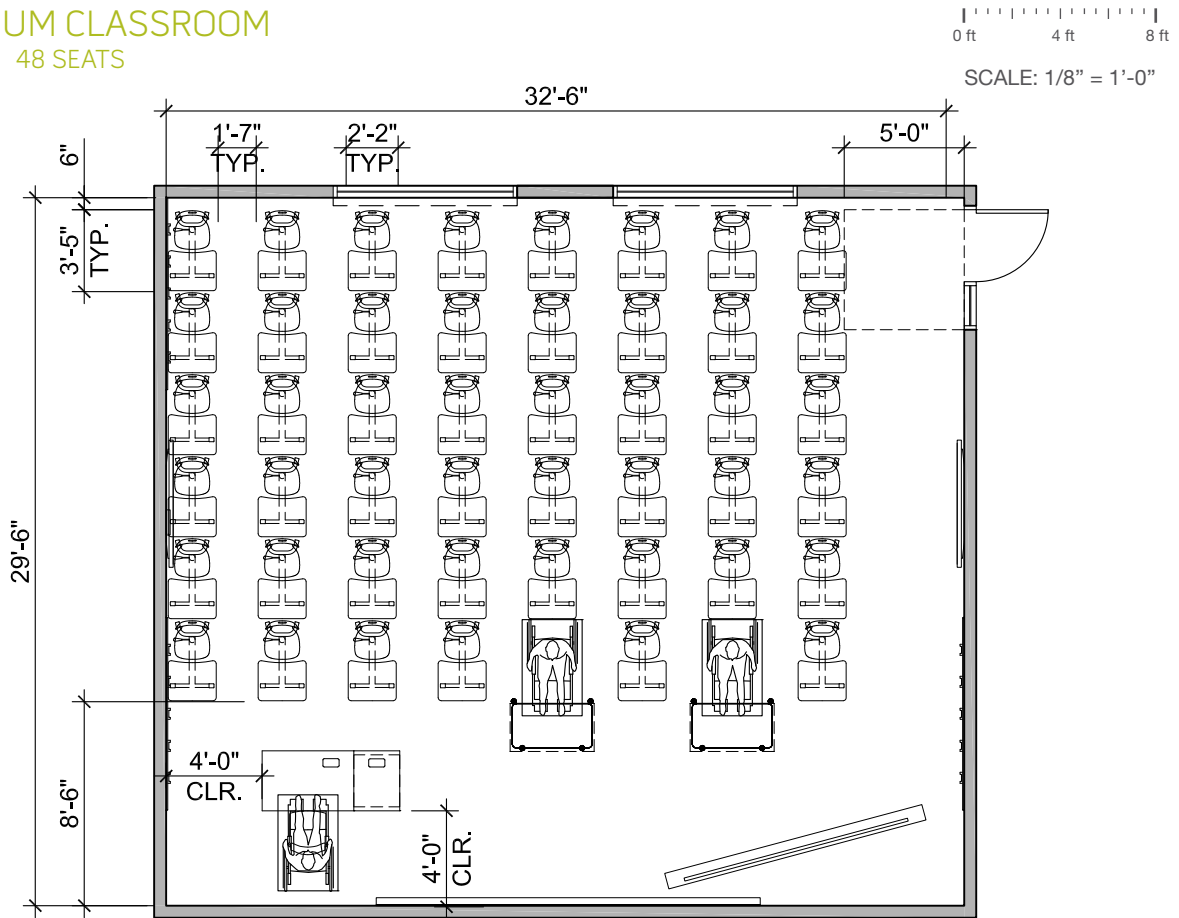 UM CLASSROOM
48 SEATS
0 ft 4 ft 8 ft
SCALE: 1/8” = 1’-0”
32'-6"
1'-7"
TYP.
2'-2"
TYP.
5'-0"
6"
3'-5"
TYP.
29'-6"
8'-6"
4'-0"
CLR.
4'-0"
CLR.